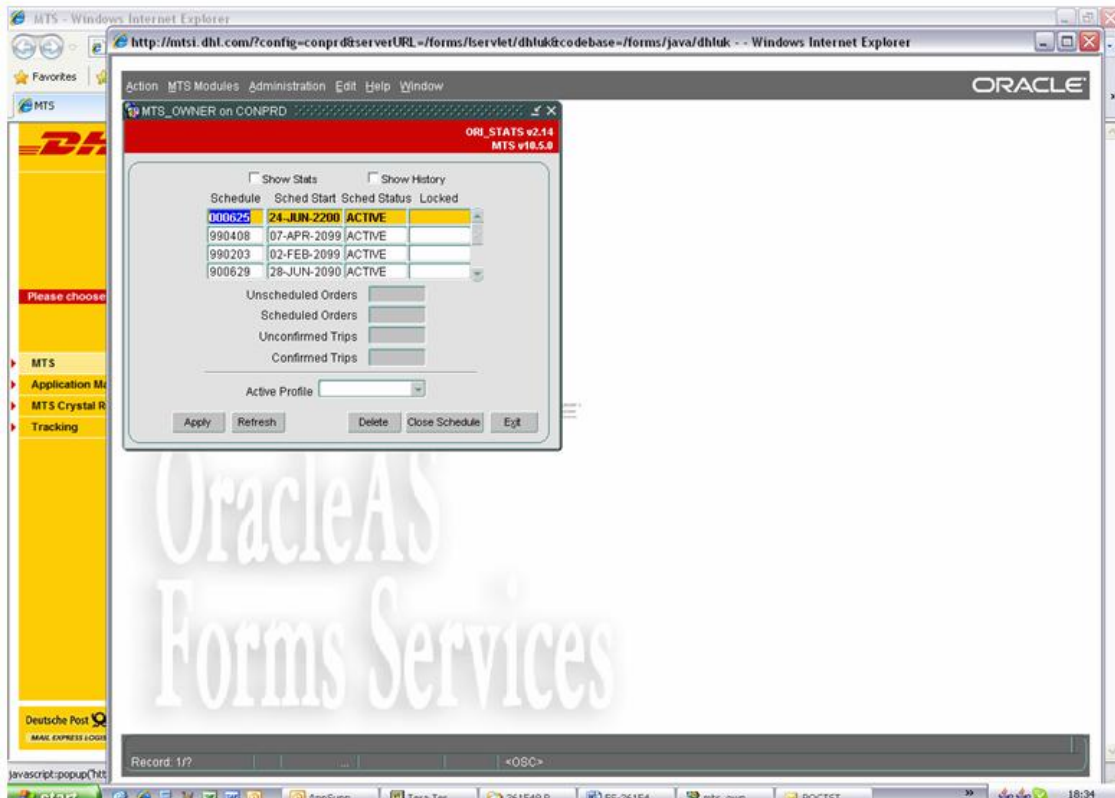 MTS - Windows Internet Explorer
http://mtsi.dhl.com/?config=conprd&serverURL=/forms/lservlet/dhluk&codebase=/forms/java/dhluk - - Windows Internet Explorer
Favorites
MTS
Action MTS Modules Administration Edit Help Window
ORACLE
MTS_OWNER on CONPRD
ORI_STATS v2.14
MTS v10.5.0
Show Stats Show History
Schedule Sched Start Sched Status Locked
000625 24-JUN-2200 ACTIVE
990408 07-APR-2099 ACTIVE
990203 02-FEB-2099 ACTIVE
900629 28-JUN-2090 ACTIVE
Unscheduled Orders
Scheduled Orders
Unconfirmed Trips
Confirmed Trips
Active Profile
Apply Refresh Delete Close Schedule Exit
Please choose
MTS
Application Ma
MTS Crystal R
Tracking
OracleAS
Forms Services
Deutsche Post
MAIL EXPRESS LOGIS
Record: 1/? ... <OSC>
javascript:popup('htt
start
18:34